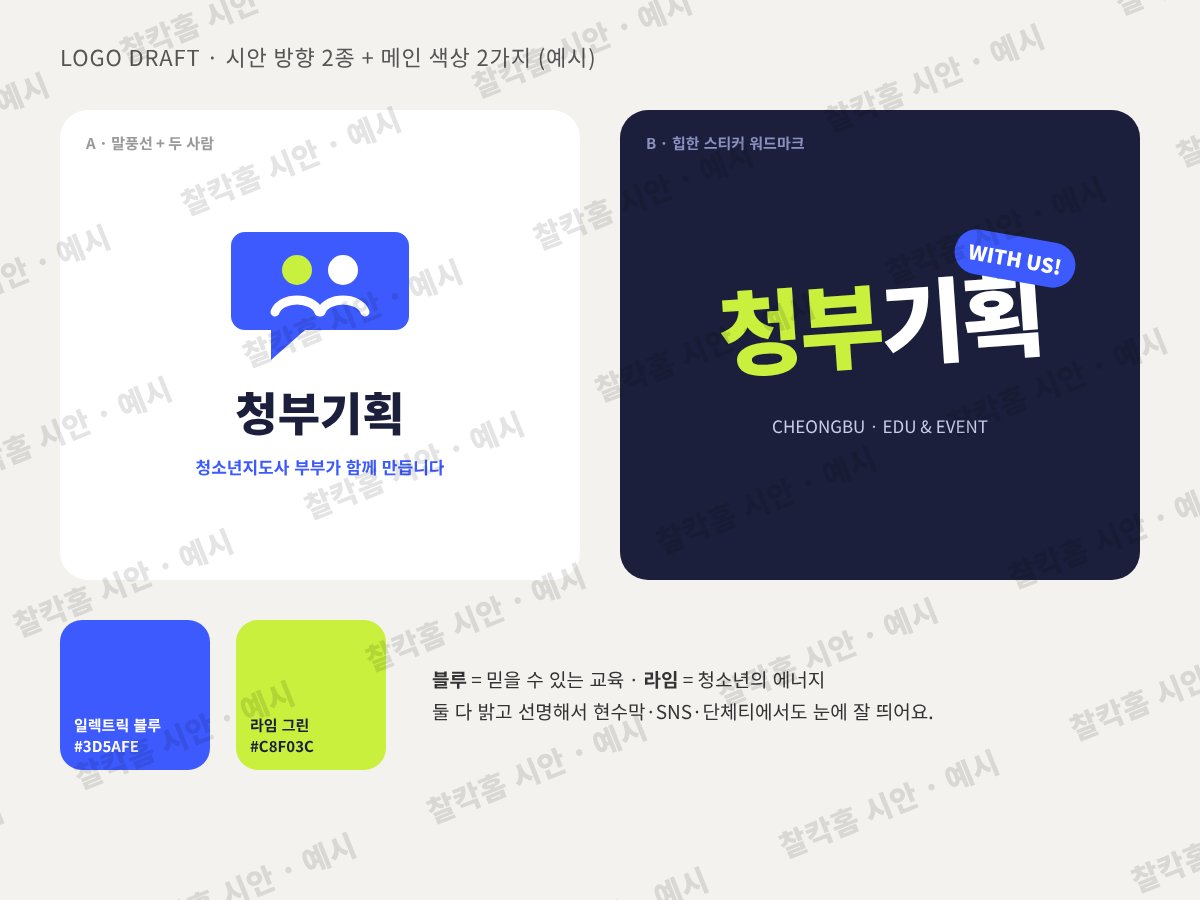 LOGO DRAFT · 시안 방향 2종 + 메인 색상 2가지 (예시)
A · 말풍선 + 두 사람
청부기획
청소년지도사 부부가 함께 만듭니다
B · 힙한 스티커 워드마크
WITH US!
청부기획
CHEONGBU · EDU & EVENT
일렉트릭 블루
#3D5AFE
라임 그린
#C8F03C
블루 = 믿을 수 있는 교육 · 라임 = 청소년의 에너지
둘 다 밝고 선명해서 현수막·SNS·단체티에서도 눈에 잘 띄어요.
찰칵홈 시안 · 예시